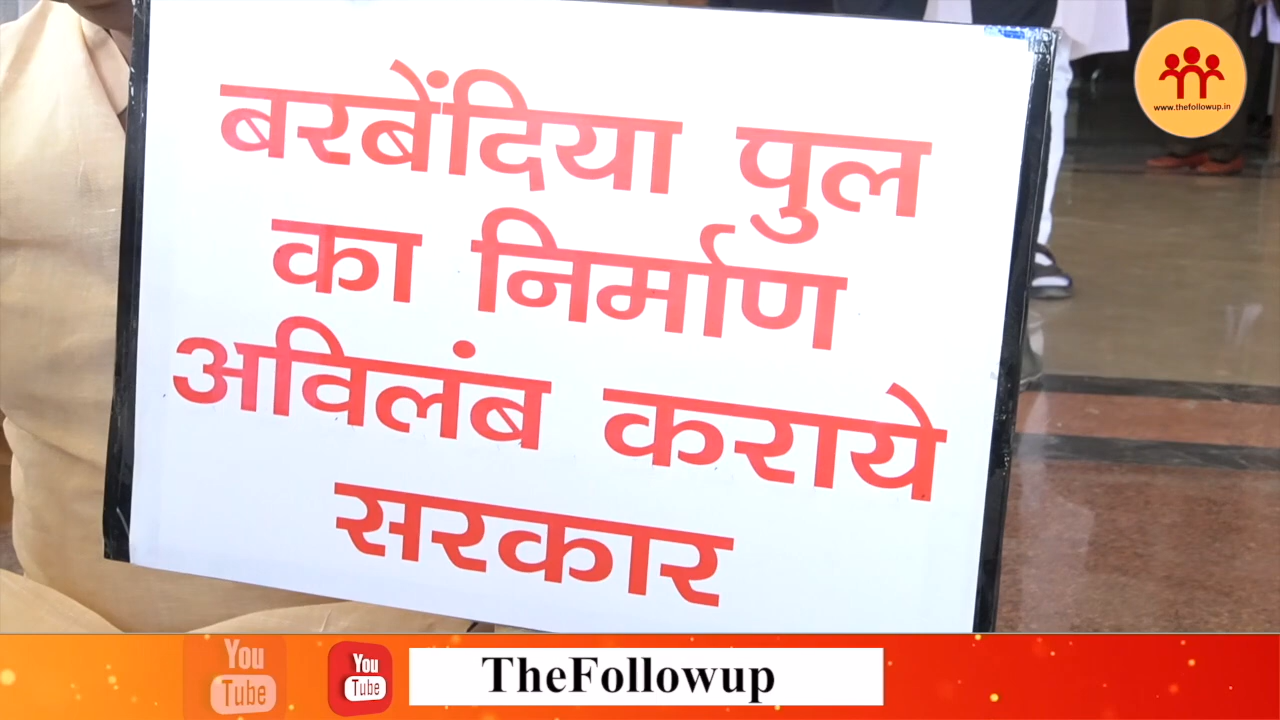 बरबेंदिया पुल
का निर्माण
अविलंब कराये
सरकार
www.thefollowup.in
You
Tube
You
Tube
TheFollowup